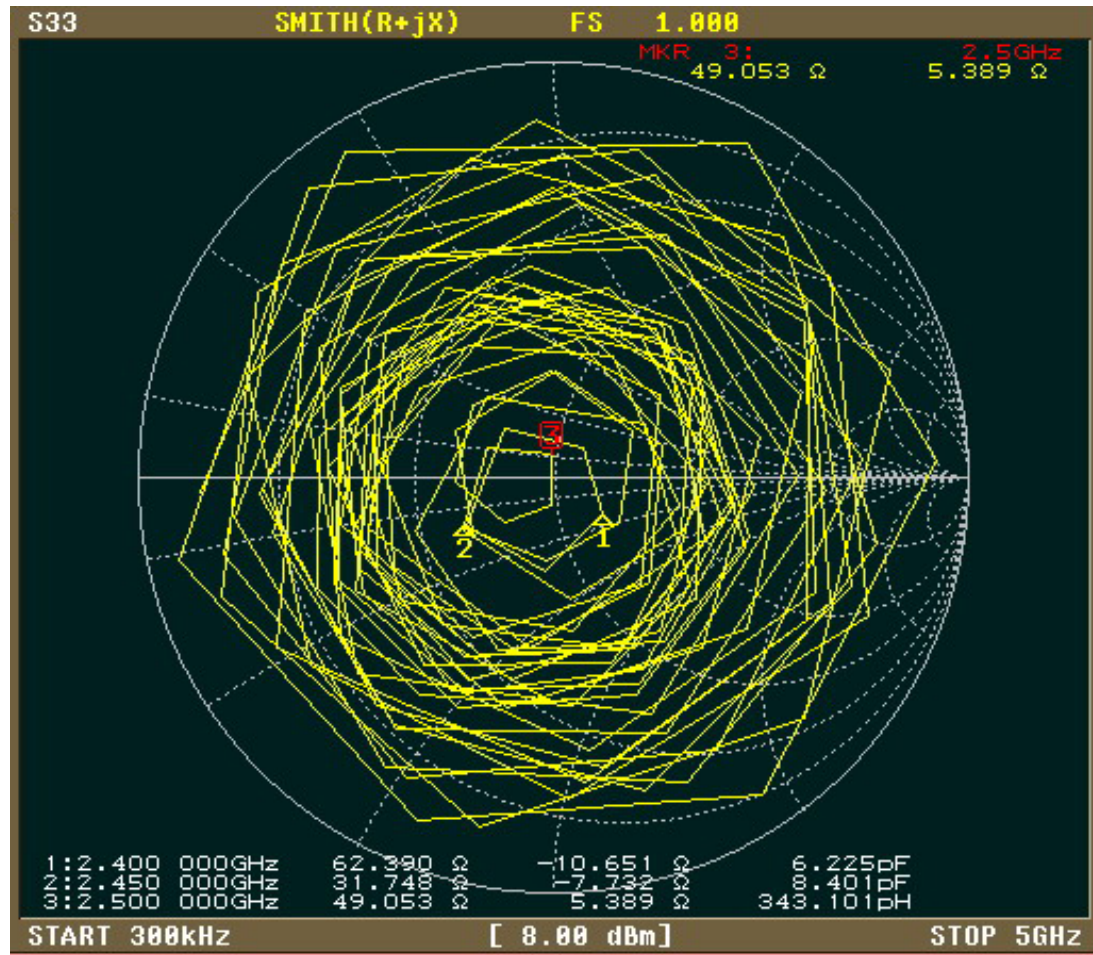 S33 SMITH(R+jX) FS 1.000
MKR 3: 2.5GHz
49.053 Ω 5.389 Ω
3
2
1
1:2.400 000GHz 62.390 Ω -10.651 Ω 6.225pF
2:2.450 000GHz 31.748 Ω -7.732 Ω 8.401pF
3:2.500 000GHz 49.053 Ω 5.389 Ω 343.101pH
START 300kHz [ 8.00 dBm] STOP 5GHz